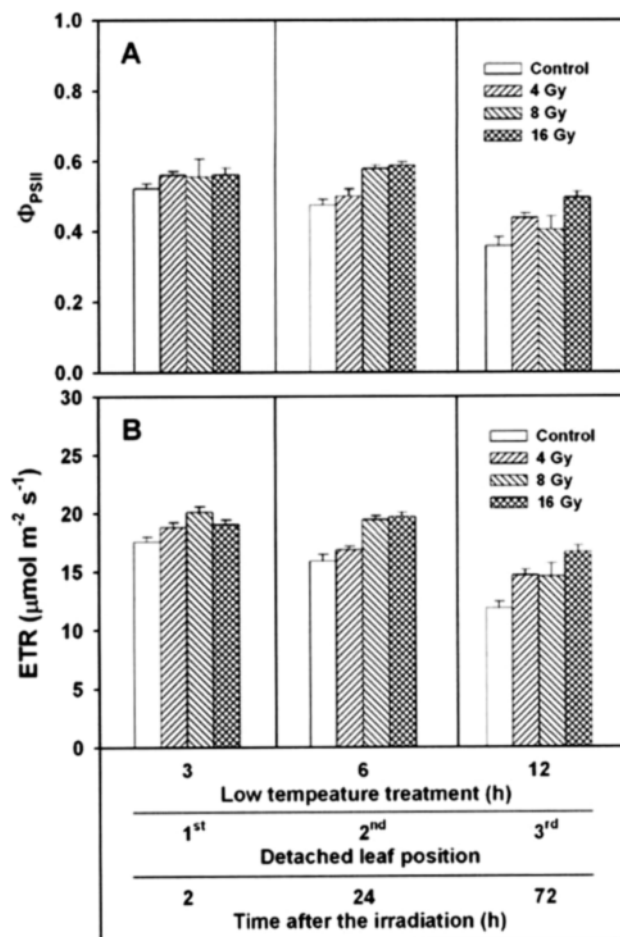 A
1.0
0.8
0.6
0.4
0.2
0.0
ΦPSII
Control
4 Gy
8 Gy
16 Gy
B
30
25
20
15
10
5
0
ETR (μmol m⁻² s⁻¹)
Control
4 Gy
8 Gy
16 Gy
3 6 12
Low tempeature treatment (h)
1st 2nd 3rd
Detached leaf position
2 24 72
Time after the irradiation (h)